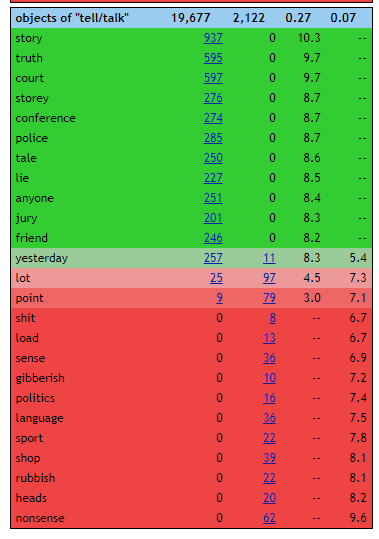 objects of "tell/talk" 19,677 2,122 0.27 0.07
story 937 0 10.3 --
truth 595 0 9.7 --
court 597 0 9.7 --
storey 276 0 8.7 --
conference 274 0 8.7 --
police 285 0 8.7 --
tale 250 0 8.6 --
lie 227 0 8.5 --
anyone 251 0 8.4 --
jury 201 0 8.3 --
friend 246 0 8.2 --
yesterday 257 11 8.3 5.4
lot 25 97 4.5 7.3
point 9 79 3.0 7.1
shit 0 8 -- 6.7
load 0 13 -- 6.7
sense 0 36 -- 6.9
gibberish 0 10 -- 7.2
politics 0 16 -- 7.4
language 0 36 -- 7.5
sport 0 22 -- 7.8
shop 0 39 -- 8.1
rubbish 0 22 -- 8.1
heads 0 20 -- 8.2
nonsense 0 62 -- 9.6